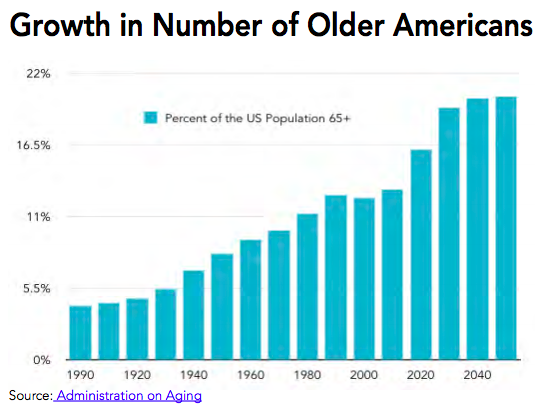 Growth in Number of Older Americans
22%
Percent of the US Population 65+
16.5%
11%
5.5%
0%
1990 1920 1940 1960 1980 2000 2020 2040
Source: Administration on Aging